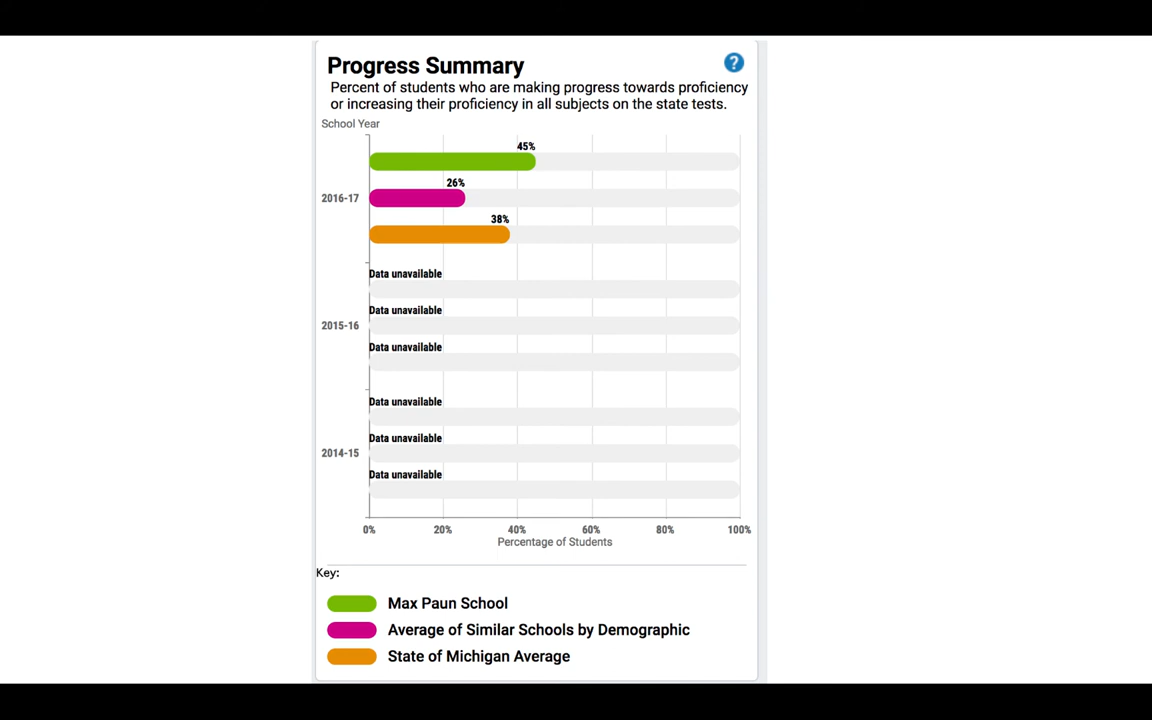 Progress Summary
?
Percent of students who are making progress towards proficiency
or increasing their proficiency in all subjects on the state tests.
School Year
45%
26%
2016-17
38%
Data unavailable
Data unavailable
2015-16
Data unavailable
Data unavailable
Data unavailable
2014-15
Data unavailable
0% 20% 40% 60% 80% 100%
Percentage of Students
Key:
Max Paun School
Average of Similar Schools by Demographic
State of Michigan Average